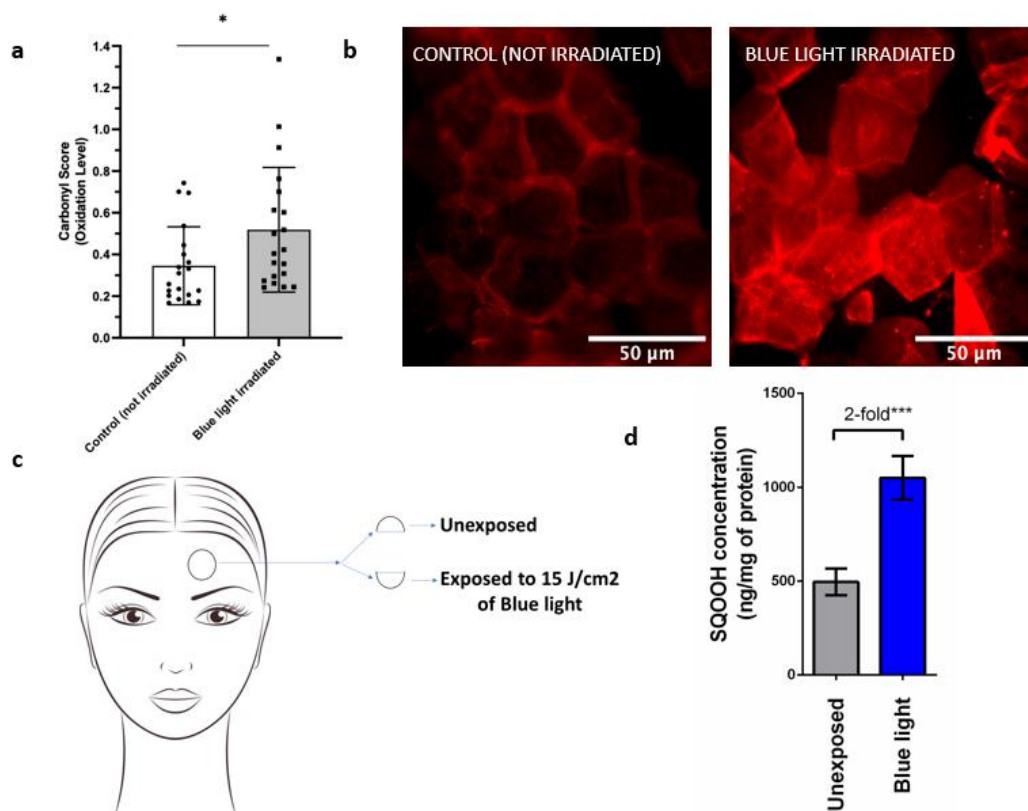 a
*
1.4
1.2
1.0
0.8
0.6
0.4
0.2
0.0
Carbonyl Score
(Oxidation Level)
Control (not irradiated)
Blue light irradiated
b
CONTROL (NOT IRRADIATED)
50 µm
BLUE LIGHT IRRADIATED
50 µm
c
Unexposed
Exposed to 15 J/cm2
of Blue light
d
2-fold***
1500
1000
500
0
SQOOH concentration
(ng/mg of protein)
Unexposed
Blue light